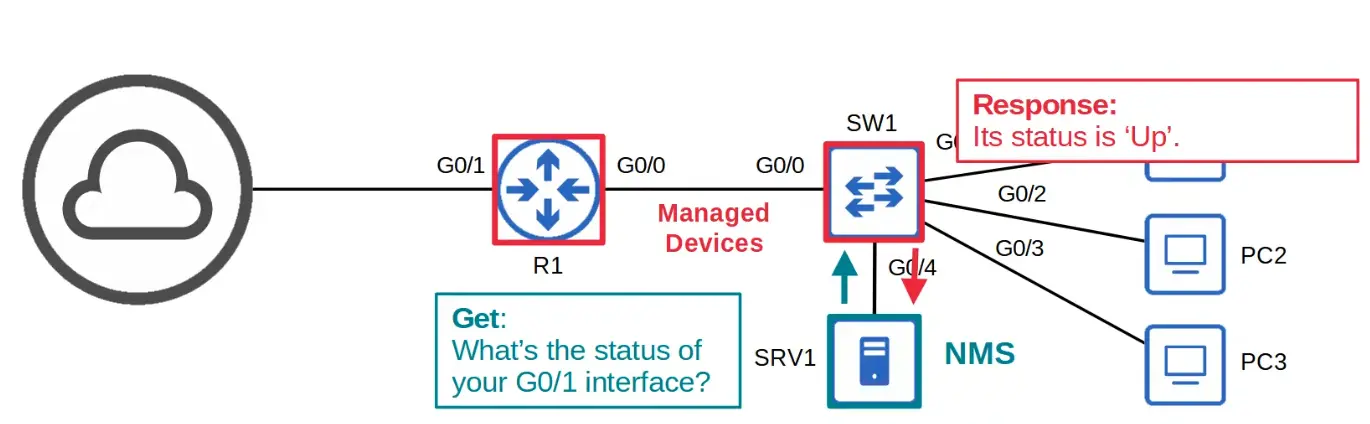 Response:
Its status is ‘Up’.
SW1
G0/1
G0/0
G0/0
G0/2
Managed
Devices
G0/3
PC2
R1
G0/4
Get:
What’s the status of
your G0/1 interface?
SRV1
NMS
PC3